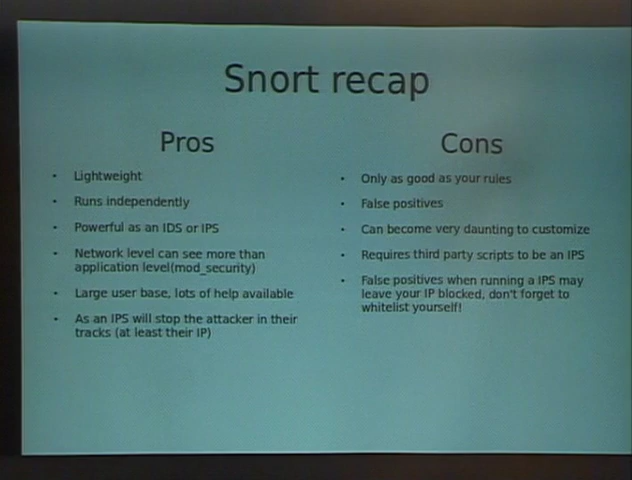 Snort recap
Pros
• Lightweight
• Runs independently
• Powerful as an IDS or IPS
• Network level can see more than
application level(mod_security)
• Large user base, lots of help available
• As an IPS will stop the attacker in their
tracks (at least their IP)
Cons
• Only as good as your rules
• False positives
• Can become very daunting to customize
• Requires third party scripts to be an IPS
• False positives when running a IPS may
leave your IP blocked, don't forget to
whitelist yourself!